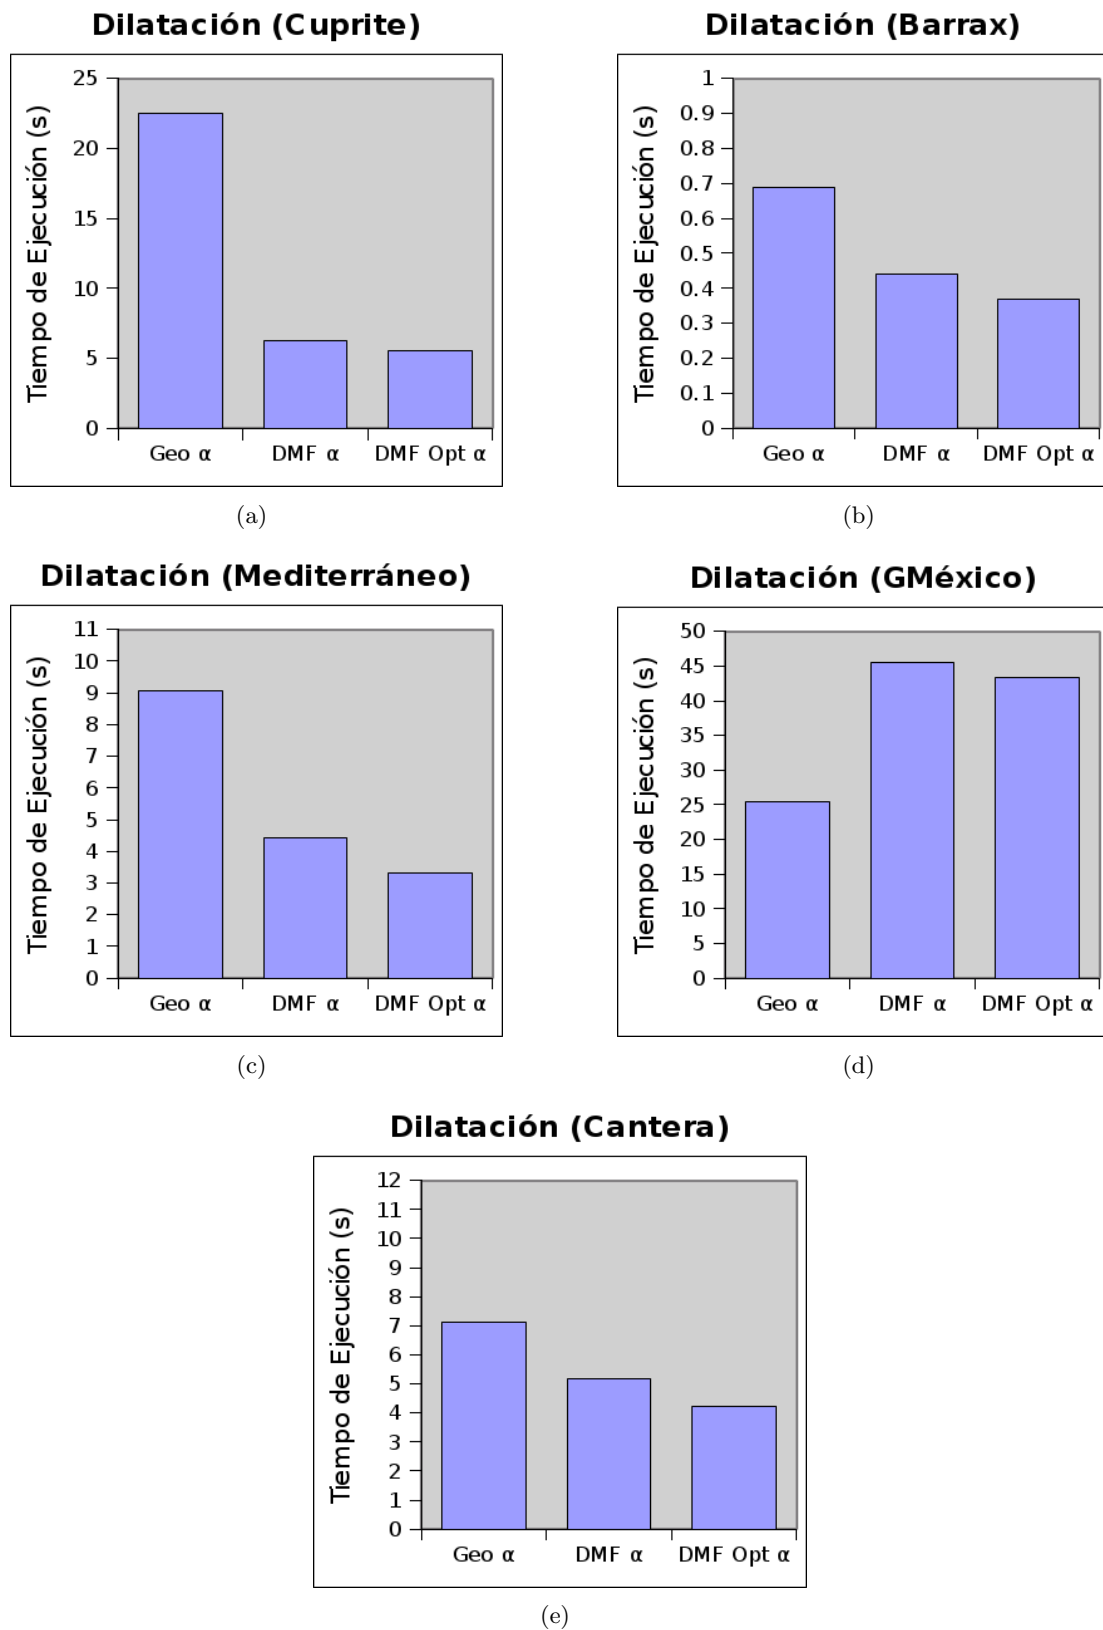 Dilatación (Cuprite)
Tiempo de Ejecución (s)
25
20
15
10
5
0
Geo α DMF α DMF Opt α
(a)
Dilatación (Barrax)
Tiempo de Ejecución (s)
1
0.9
0.8
0.7
0.6
0.5
0.4
0.3
0.2
0.1
0
Geo α DMF α DMF Opt α
(b)
Dilatación (Mediterráneo)
Tiempo de Ejecución (s)
11
10
9
8
7
6
5
4
3
2
1
0
Geo α DMF α DMF Opt α
(c)
Dilatación (GMéxico)
Tiempo de Ejecución (s)
50
45
40
35
30
25
20
15
10
5
0
Geo α DMF α DMF Opt α
(d)
Dilatación (Cantera)
Tiempo de Ejecución (s)
12
11
10
9
8
7
6
5
4
3
2
1
0
Geo α DMF α DMF Opt α
(e)